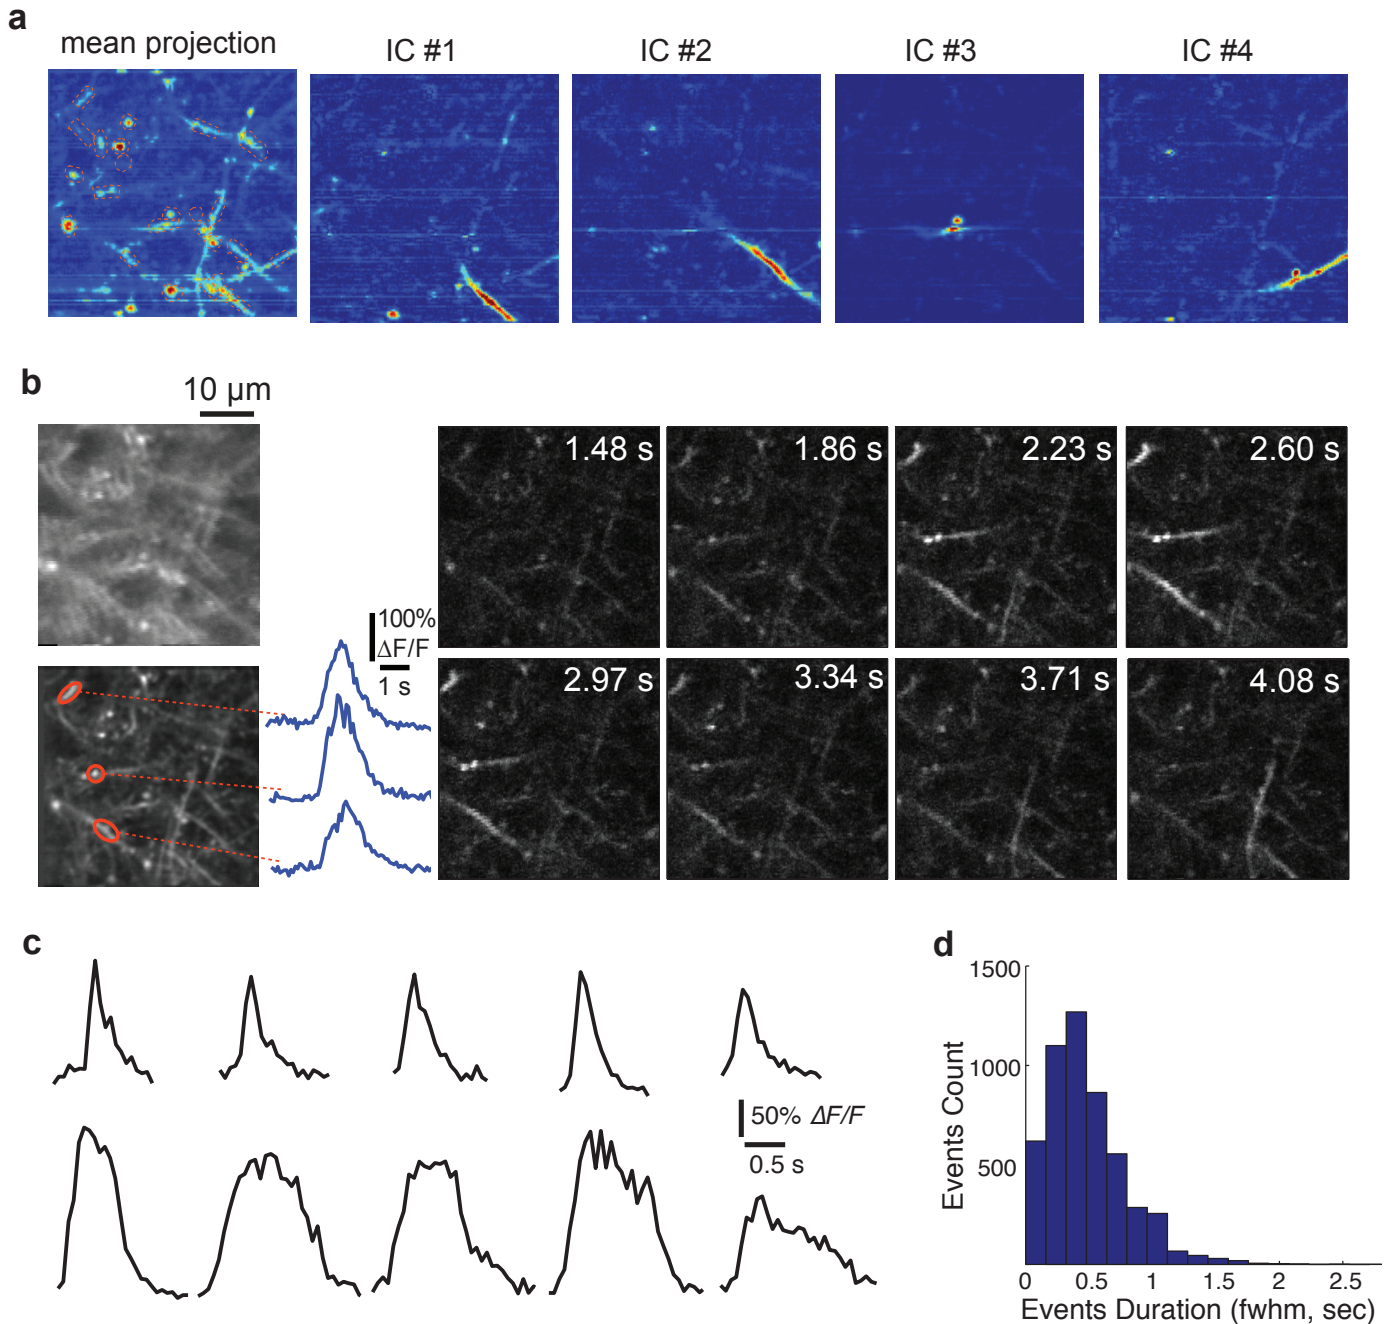 a
mean projection
IC #1
IC #2
IC #3
IC #4
b
10 µm
1.48 s
1.86 s
2.23 s
2.60 s
100%
ΔF/F
1 s
2.97 s
3.34 s
3.71 s
4.08 s
c
50% ΔF/F
0.5 s
d
1500
1000
500
Events Count
0
0.5
1
1.5
2
2.5
Events Duration (fwhm, sec)